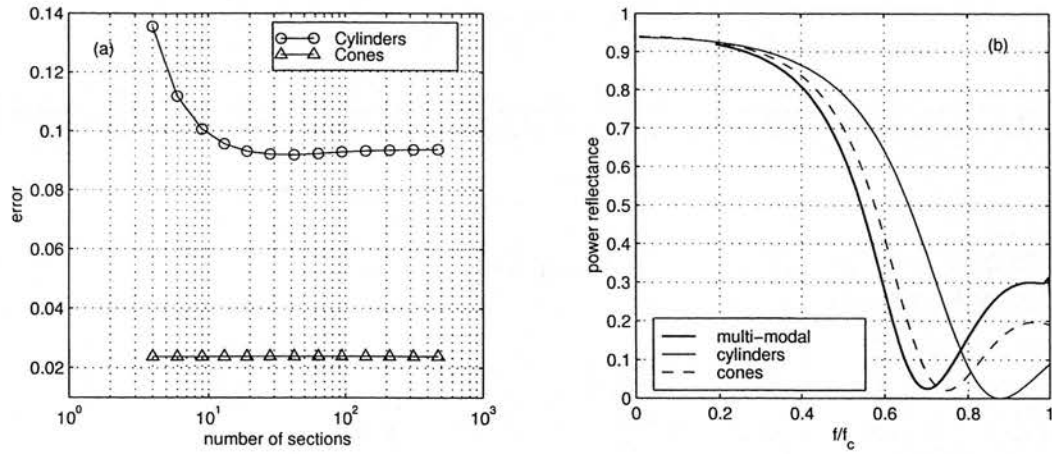 0.14
0.12
0.1
0.08
0.06
0.04
0.02
error
(a)
Cylinders
Cones
10^0
10^1
10^2
10^3
number of sections
1
0.9
0.8
0.7
0.6
0.5
0.4
0.3
0.2
0.1
0
power reflectance
(b)
multi-modal
cylinders
cones
0
0.2
0.4
0.6
0.8
1
f/f_c